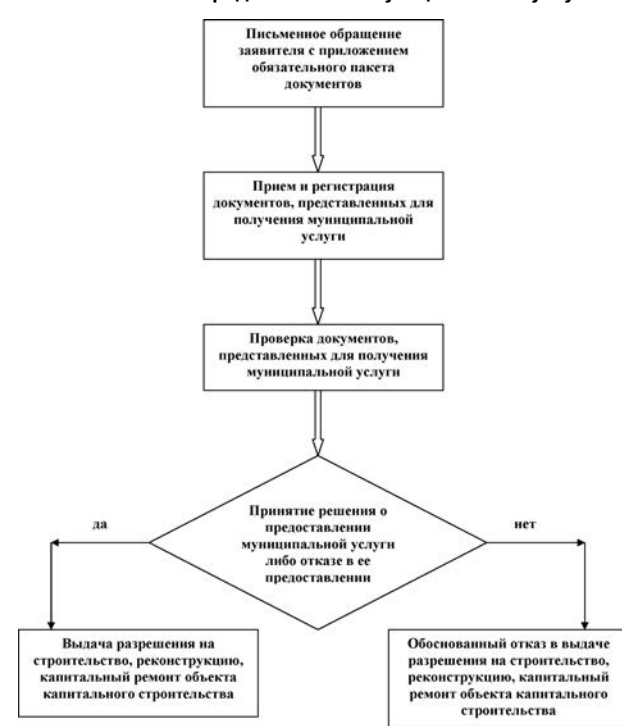 Письменное обращение
заявителя с приложением
обязательного пакета
документов
Прием и регистрация
документов, представленных для
получения муниципальной
услуги
Проверка документов,
представленных для получения
муниципальной услуги
Принятие решения о
предоставлении
муниципальной услуги
либо отказе в ее
предоставлении
да
нет
Выдача разрешения на
строительство, реконструкцию,
капитальный ремонт объекта
капитального строительства
Обоснованный отказ в выдаче
разрешения на строительство,
реконструкцию, капитальный
ремонт объекта капитального
строительства